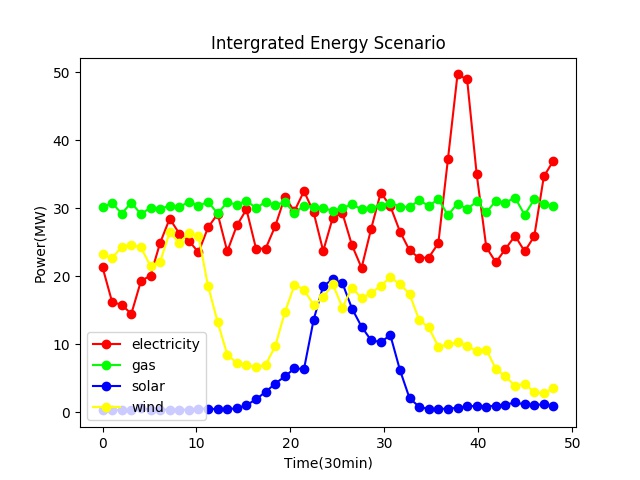 Intergrated Energy Scenario
Power(MW)
50
40
30
20
10
0
electricity
gas
solar
wind
0 10 20 30 40 50
Time(30min)